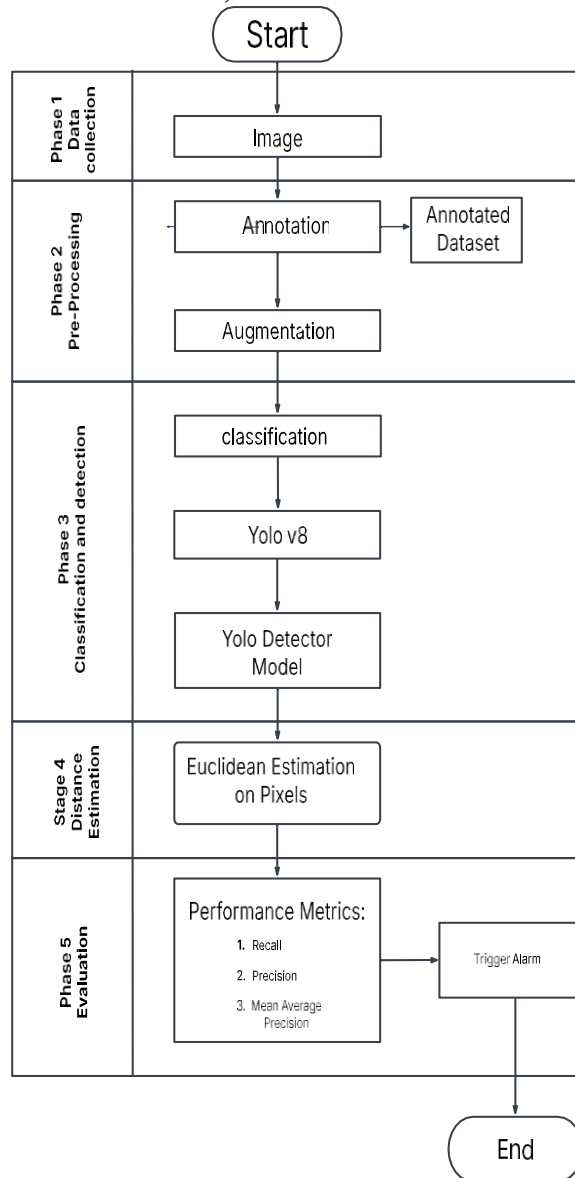 Start
Phase 1
Data
collection
Image
Phase 2
Pre-Processing
Annotation
Annotated
Dataset
Augmentation
Phase 3
Classification and detection
classification
Yolo v8
Yolo Detector
Model
Stage 4
Distance
Estimation
Euclidean Estimation
on Pixels
Phase 5
Evaluation
Performance Metrics:
1. Recall
2. Precision
3. Mean Average
Precision
Trigger Alarm
End